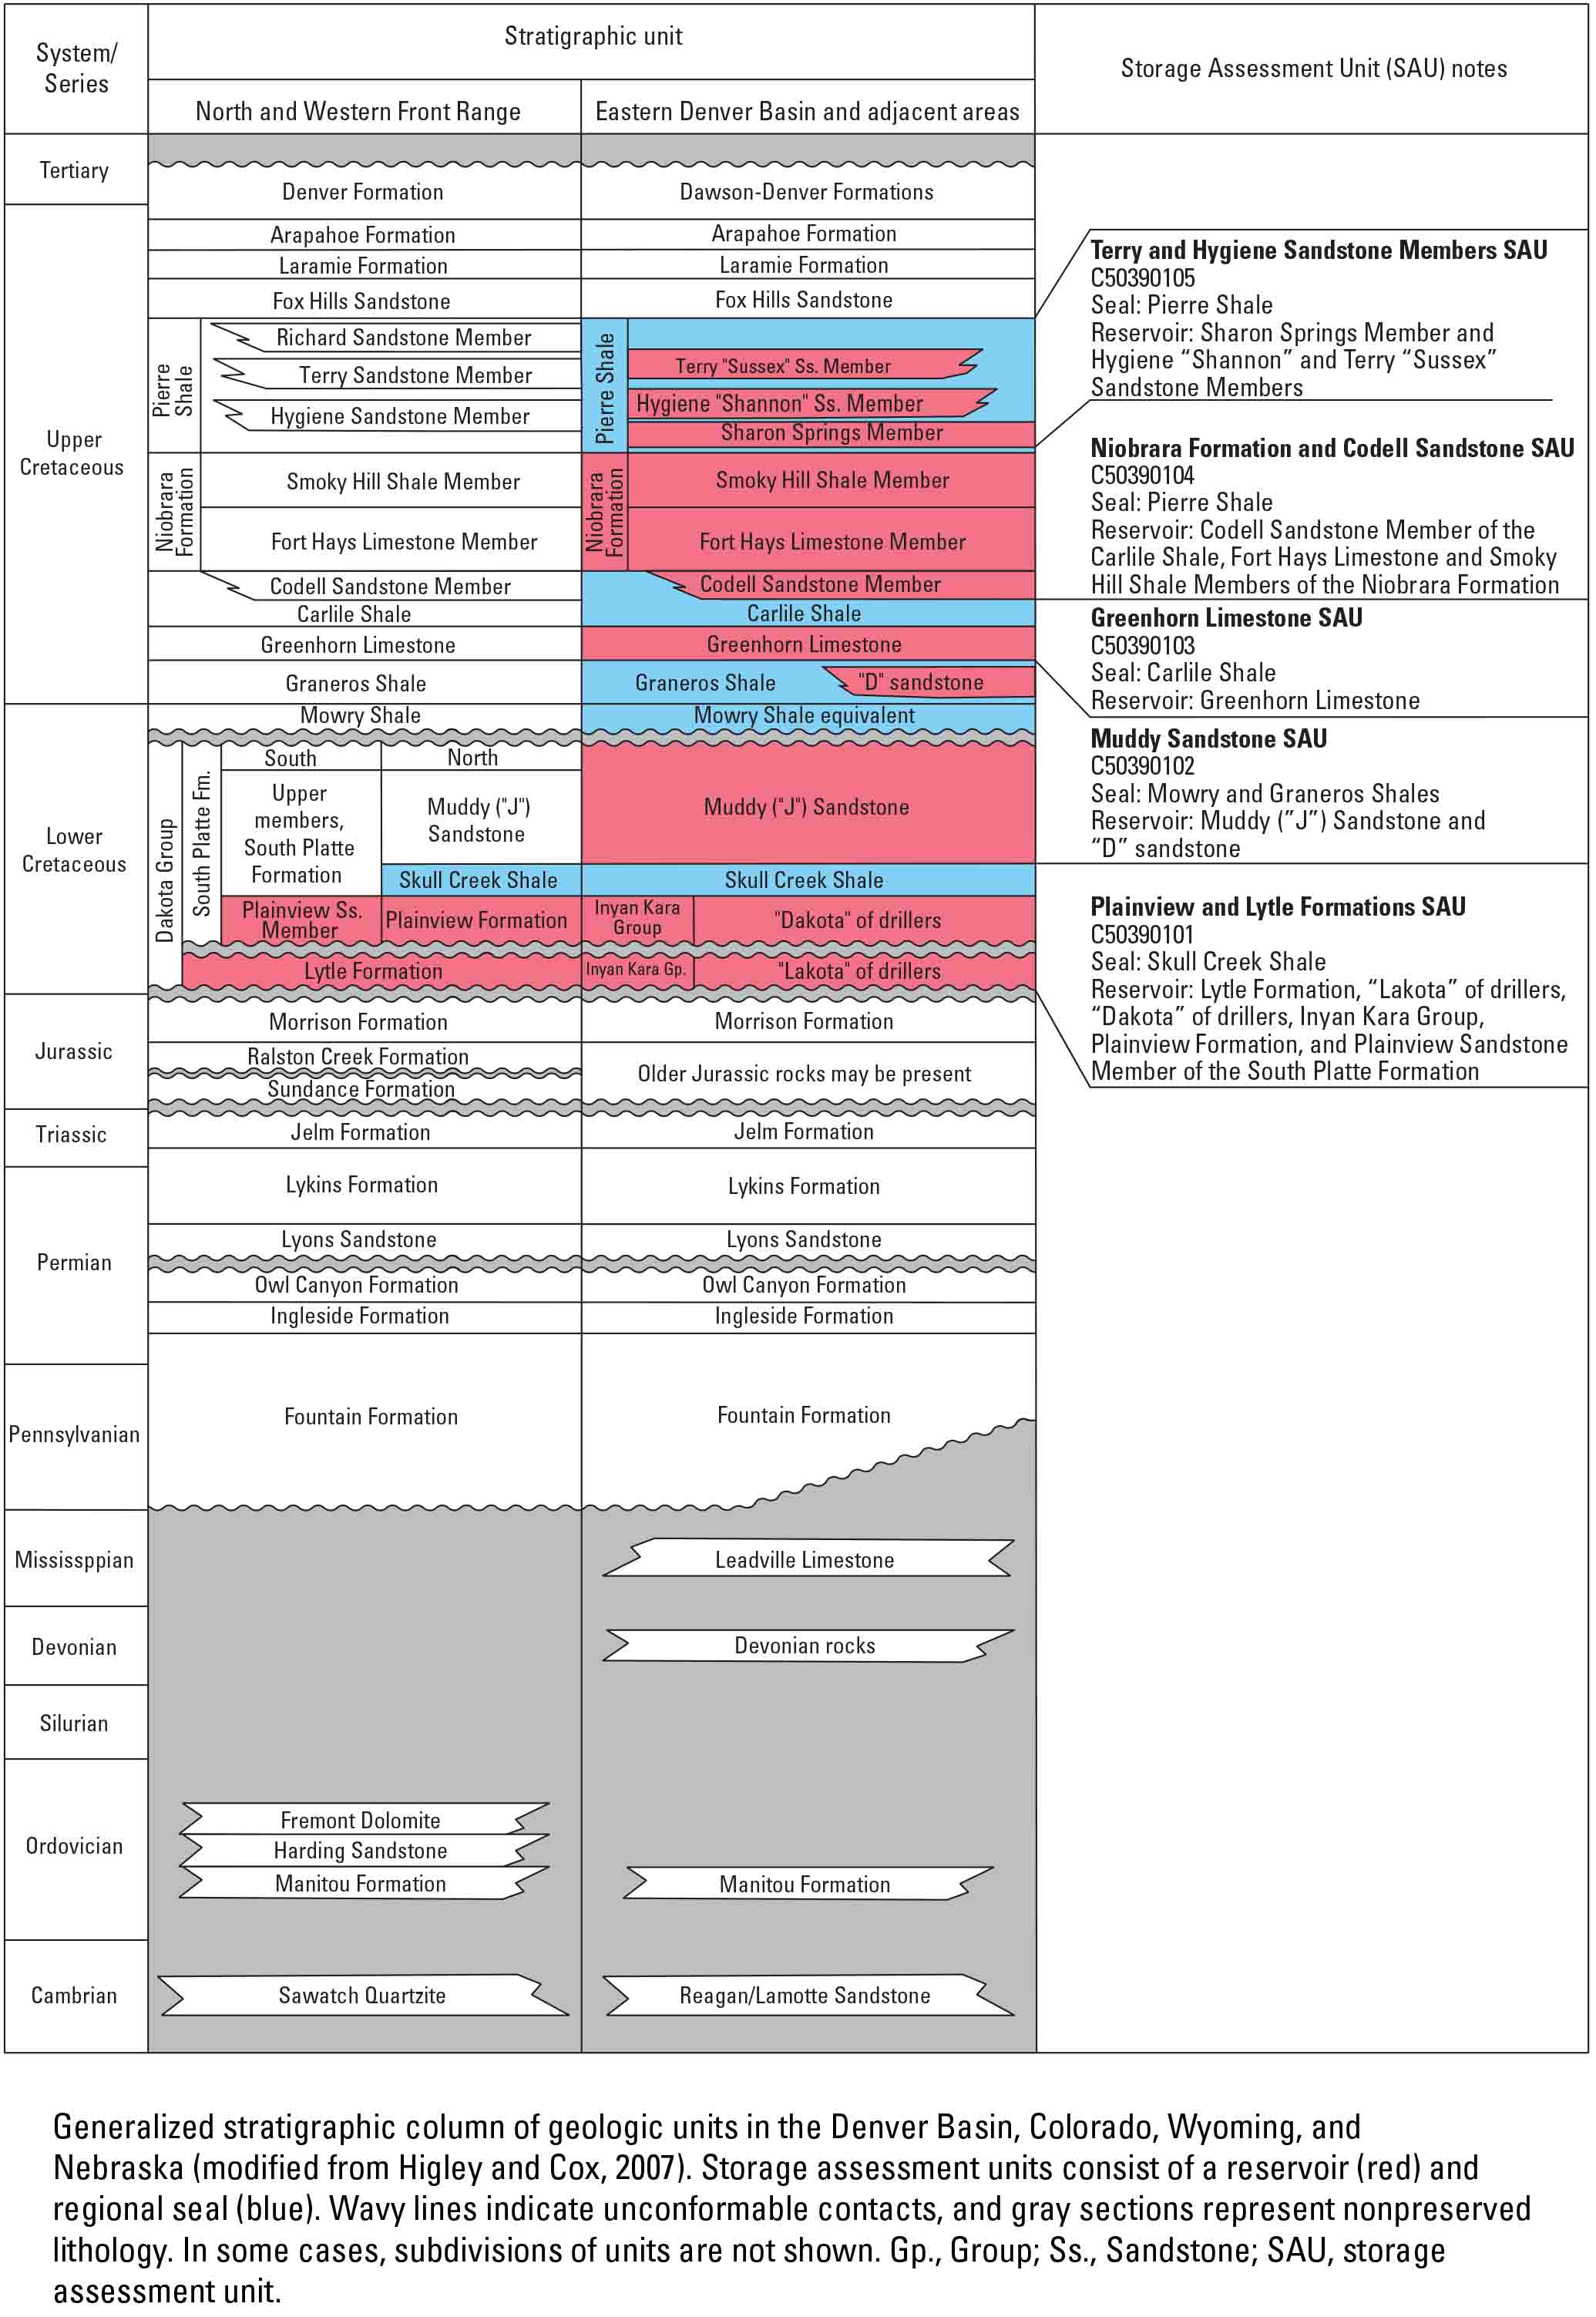 System/
Series
Stratigraphic unit
Storage Assessment Unit (SAU) notes
North and Western Front Range
Eastern Denver Basin and adjacent areas
Tertiary
Denver Formation
Dawson-Denver Formations
Upper
Cretaceous
Arapahoe Formation
Arapahoe Formation
Laramie Formation
Laramie Formation
Fox Hills Sandstone
Fox Hills Sandstone
Pierre
Shale
Richard Sandstone Member
Terry Sandstone Member
Hygiene Sandstone Member
Pierre Shale
Terry "Sussex" Ss. Member
Hygiene "Shannon" Ss. Member
Sharon Springs Member
Terry and Hygiene Sandstone Members SAU
C50390105
Seal: Pierre Shale
Reservoir: Sharon Springs Member and
Hygiene “Shannon” and Terry “Sussex”
Sandstone Members
Niobrara
Formation
Smoky Hill Shale Member
Fort Hays Limestone Member
Niobrara
Formation
Smoky Hill Shale Member
Fort Hays Limestone Member
Codell Sandstone Member
Codell Sandstone Member
Carlile Shale
Carlile Shale
Niobrara Formation and Codell Sandstone SAU
C50390104
Seal: Pierre Shale
Reservoir: Codell Sandstone Member of the
Carlile Shale, Fort Hays Limestone and Smoky
Hill Shale Members of the Niobrara Formation
Greenhorn Limestone
Greenhorn Limestone
Graneros Shale
Graneros Shale
"D" sandstone
Greenhorn Limestone SAU
C50390103
Seal: Carlile Shale
Reservoir: Greenhorn Limestone
Lower
Cretaceous
Mowry Shale
Mowry Shale equivalent
Dakota Group
South Platte Fm.
South
North
Upper
members,
South Platte
Formation
Muddy ("J")
Sandstone
Muddy ("J") Sandstone
Muddy Sandstone SAU
C50390102
Seal: Mowry and Graneros Shales
Reservoir: Muddy (”J”) Sandstone and
“D” sandstone
Skull Creek Shale
Skull Creek Shale
Plainview Ss.
Member
Plainview Formation
Inyan Kara
Group
"Dakota" of drillers
Lytle Formation
Inyan Kara Gp.
"Lakota" of drillers
Plainview and Lytle Formations SAU
C50390101
Seal: Skull Creek Shale
Reservoir: Lytle Formation, “Lakota” of drillers,
“Dakota” of drillers, Inyan Kara Group,
Plainview Formation, and Plainview Sandstone
Member of the South Platte Formation
Jurassic
Morrison Formation
Morrison Formation
Ralston Creek Formation
Sundance Formation
Older Jurassic rocks may be present
Triassic
Jelm Formation
Jelm Formation
Permian
Lykins Formation
Lykins Formation
Lyons Sandstone
Lyons Sandstone
Owl Canyon Formation
Owl Canyon Formation
Ingleside Formation
Ingleside Formation
Pennsylvanian
Fountain Formation
Fountain Formation
Mississppian
Leadville Limestone
Devonian
Devonian rocks
Silurian
Ordovician
Fremont Dolomite
Harding Sandstone
Manitou Formation
Manitou Formation
Cambrian
Sawatch Quartzite
Reagan/Lamotte Sandstone
Generalized stratigraphic column of geologic units in the Denver Basin, Colorado, Wyoming, and
Nebraska (modified from Higley and Cox, 2007). Storage assessment units consist of a reservoir (red) and
regional seal (blue). Wavy lines indicate unconformable contacts, and gray sections represent nonpreserved
lithology. In some cases, subdivisions of units are not shown. Gp., Group; Ss., Sandstone; SAU, storage
assessment unit.